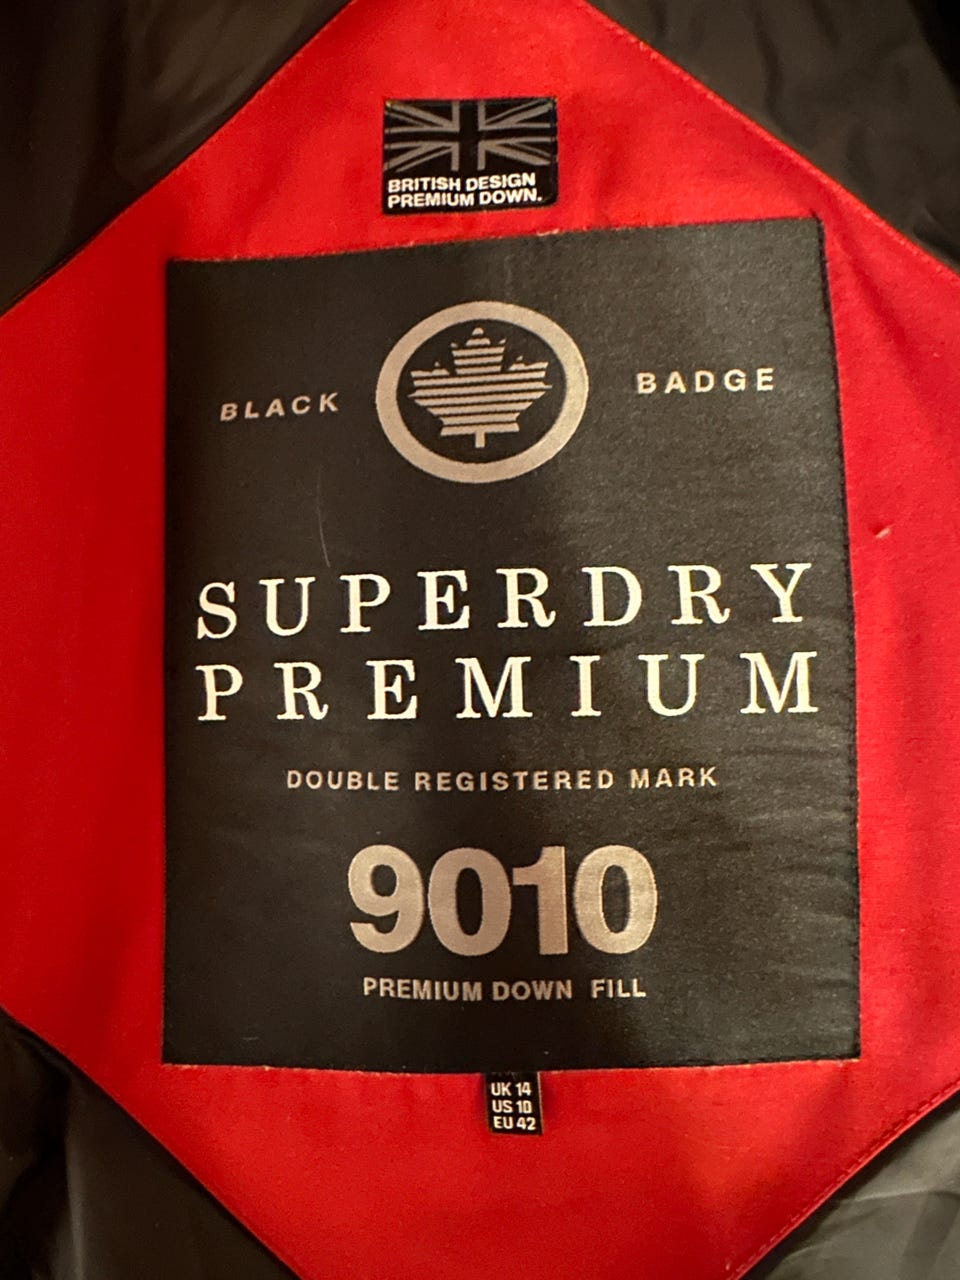 BRITISH DESIGN
PREMIUM DOWN.
BLACK BADGE
SUPERDRY
PREMIUM
DOUBLE REGISTERED MARK
9010
PREMIUM DOWN FILL
UK 14
US 10
EU 42